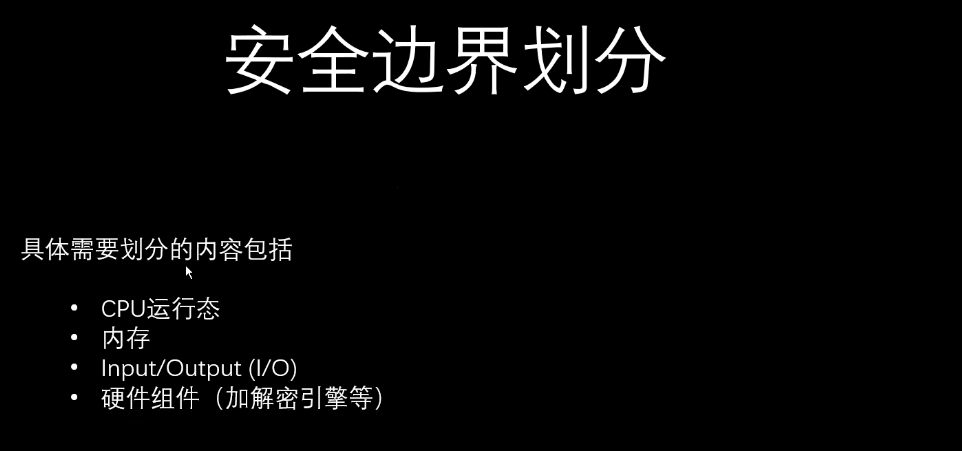 安全边界划分
具体需要划分的内容包括
• CPU运行态
• 内存
• Input/Output (I/O)
• 硬件组件（加解密引擎等）